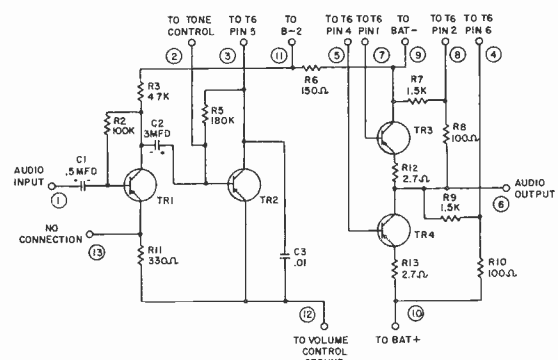 TO TONE
CONTROL
2
TO T6
PIN 5
3
TO
B-2
11
TO T6
PIN 4
5
TO T6
PIN 1
7
TO
BAT-
9
TO T6
PIN 2
8
TO T6
PIN 6
4
R3
47K
R2
100K
C2
3MFD
- +
R5
180K
R6
150Ω
R7
1.5K
R8
100Ω
TR3
R12
2.7Ω
C1
.5MFD
+ -
AUDIO
INPUT
1
TR1
TR2
AUDIO
OUTPUT
6
R9
1.5K
TR4
NO
CONNECTION
13
R11
330Ω
C3
.01
R13
2.7Ω
R10
100Ω
12
10
TO VOLUME
CONTROL
TO BAT+